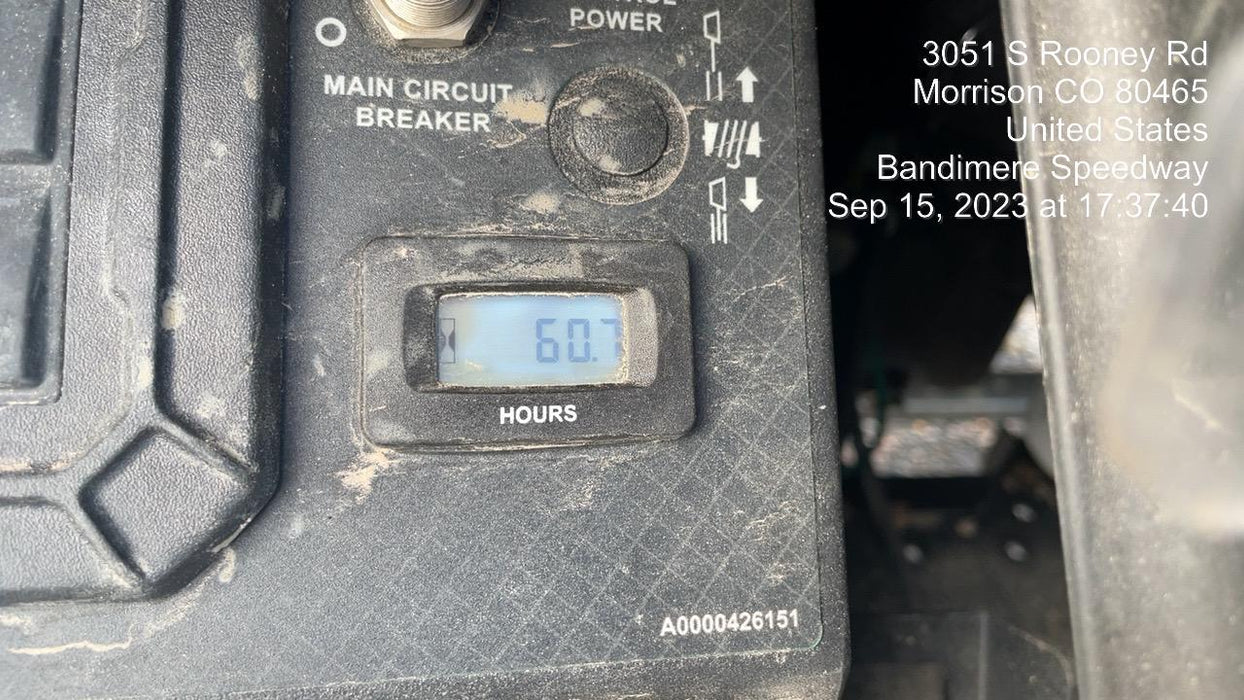 POWER
MAIN CIRCUIT
BREAKER
3051 S Rooney Rd
Morrison CO 80465
United States
Bandimere Speedway
Sep 15, 2023 at 17:37:40
60.7
HOURS
A0000426151